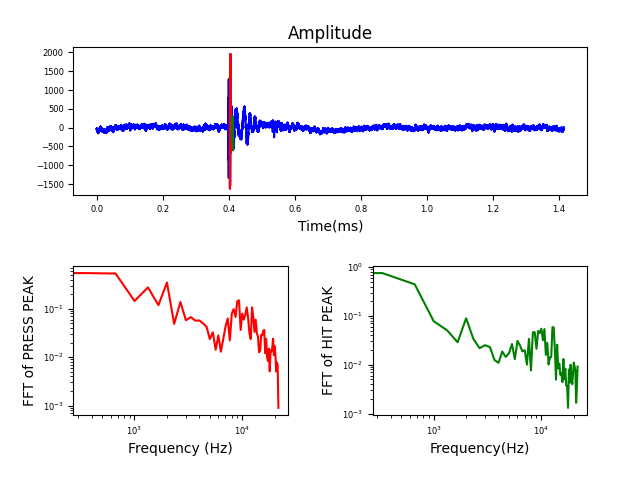 Amplitude
2000
1500
1000
500
0
−500
−1000
−1500
0.0 0.2 0.4 0.6 0.8 1.0 1.2 1.4
Time(ms)
FFT of PRESS PEAK
10⁻¹
10⁻²
10⁻³
10³ 10⁴
Frequency (Hz)
FFT of HIT PEAK
10⁰
10⁻¹
10⁻²
10⁻³
10³ 10⁴
Frequency(Hz)